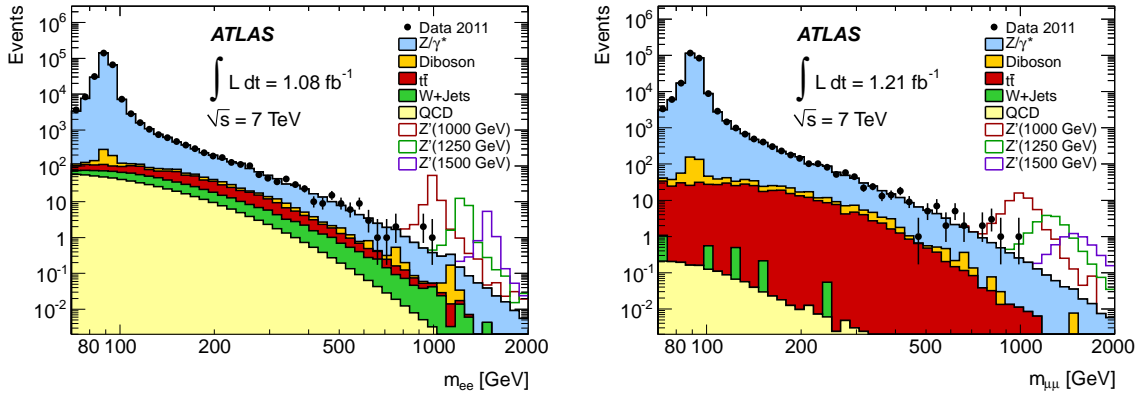 Events
10⁶
10⁵
10⁴
10³
10²
10
1
10⁻¹
10⁻²
ATLAS
∫ L dt = 1.08 fb⁻¹
√s = 7 TeV
Data 2011
Z/γ*
Diboson
tt̄
W+Jets
QCD
Z'(1000 GeV)
Z'(1250 GeV)
Z'(1500 GeV)
80 100 200 1000 2000
m_ee [GeV]
Events
10⁶
10⁵
10⁴
10³
10²
10
1
10⁻¹
10⁻²
ATLAS
∫ L dt = 1.21 fb⁻¹
√s = 7 TeV
Data 2011
Z/γ*
Diboson
tt̄
W+Jets
QCD
Z'(1000 GeV)
Z'(1250 GeV)
Z'(1500 GeV)
80 100 200 1000 2000
m_μμ [GeV]